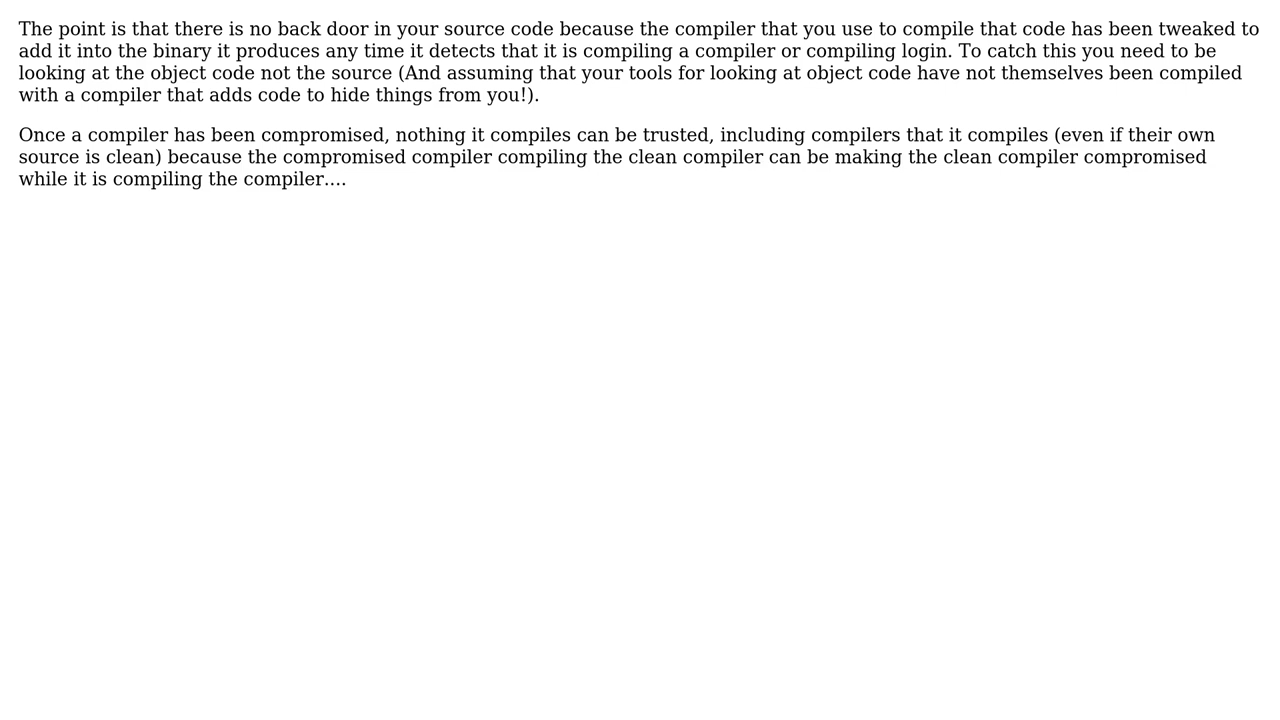 The point is that there is no back door in your source code because the compiler that you use to compile that code has been tweaked to
add it into the binary it produces any time it detects that it is compiling a compiler or compiling login. To catch this you need to be
looking at the object code not the source (And assuming that your tools for looking at object code have not themselves been compiled
with a compiler that adds code to hide things from you!).
Once a compiler has been compromised, nothing it compiles can be trusted, including compilers that it compiles (even if their own
source is clean) because the compromised compiler compiling the clean compiler can be making the clean compiler compromised
while it is compiling the compiler....